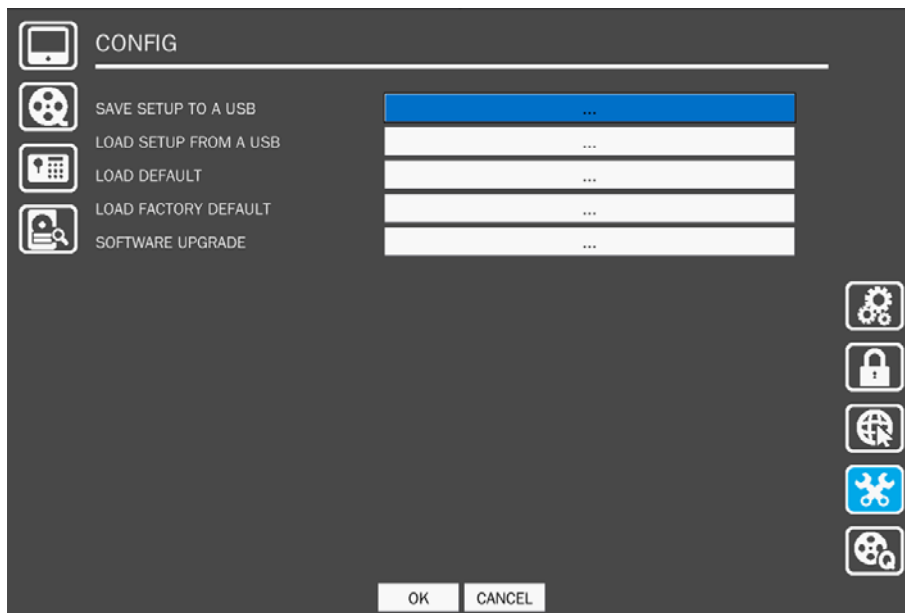 CONFIG
SAVE SETUP TO A USB ...
LOAD SETUP FROM A USB ...
LOAD DEFAULT ...
LOAD FACTORY DEFAULT ...
SOFTWARE UPGRADE ...
Q
OK CANCEL